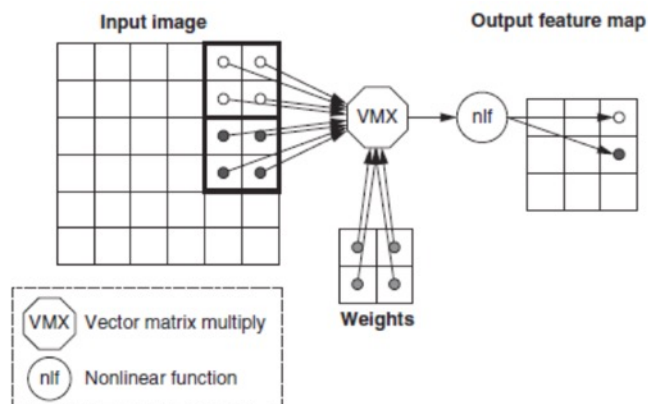 Input image
Output feature map
VMX
nlf
Weights
VMX Vector matrix multiply
nlf Nonlinear function